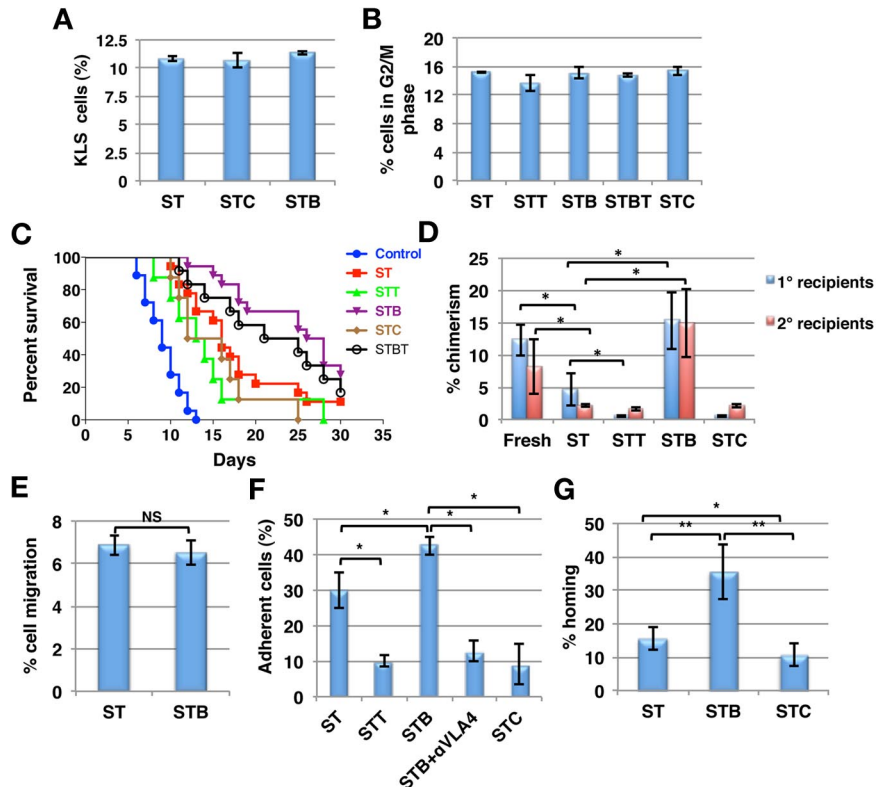 A
KLS cells (%)
12.5
10
7.5
5
2.5
0
ST STC STB
B
% cells in G2/M
phase
20
16
12
8
4
0
ST STT STB STBT STC
C
Percent survival
100
80
60
40
20
0
0 5 10 15 20 25 30 35
Days
Control
ST
STT
STB
STC
STBT
D
% chimerism
25
20
15
10
5
0
* * * * *
Fresh ST STT STB STC
1° recipients
2° recipients
E
% cell migration
8
6
4
2
0
NS
ST STB
F
Adherent cells (%)
50
40
30
20
10
0
* * * *
ST STT STB STB+αVLA4 STC
G
% homing
50
40
30
20
10
0
*
** **
ST STB STC